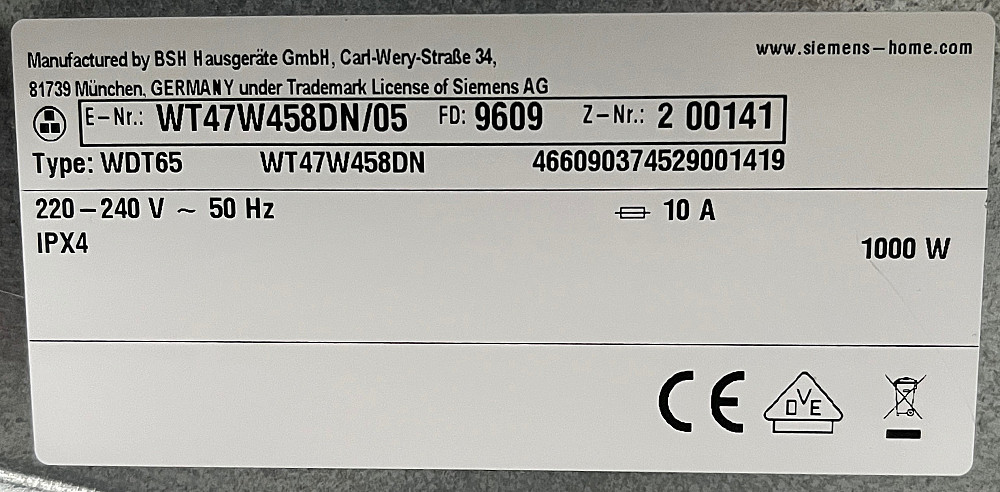 Manufactured by BSH Hausgeräte GmbH, Carl-Wery-Straße 34,
www.siemens-home.com
81739 München, GERMANY under Trademark License of Siemens AG
E-Nr.: WT47W458DN/05 FD: 9609 Z-Nr.: 2 00141
Type: WDT65 WT47W458DN 466090374529001419
220-240 V ~ 50 Hz 10 A
IPX4 1000 W
CE DVE